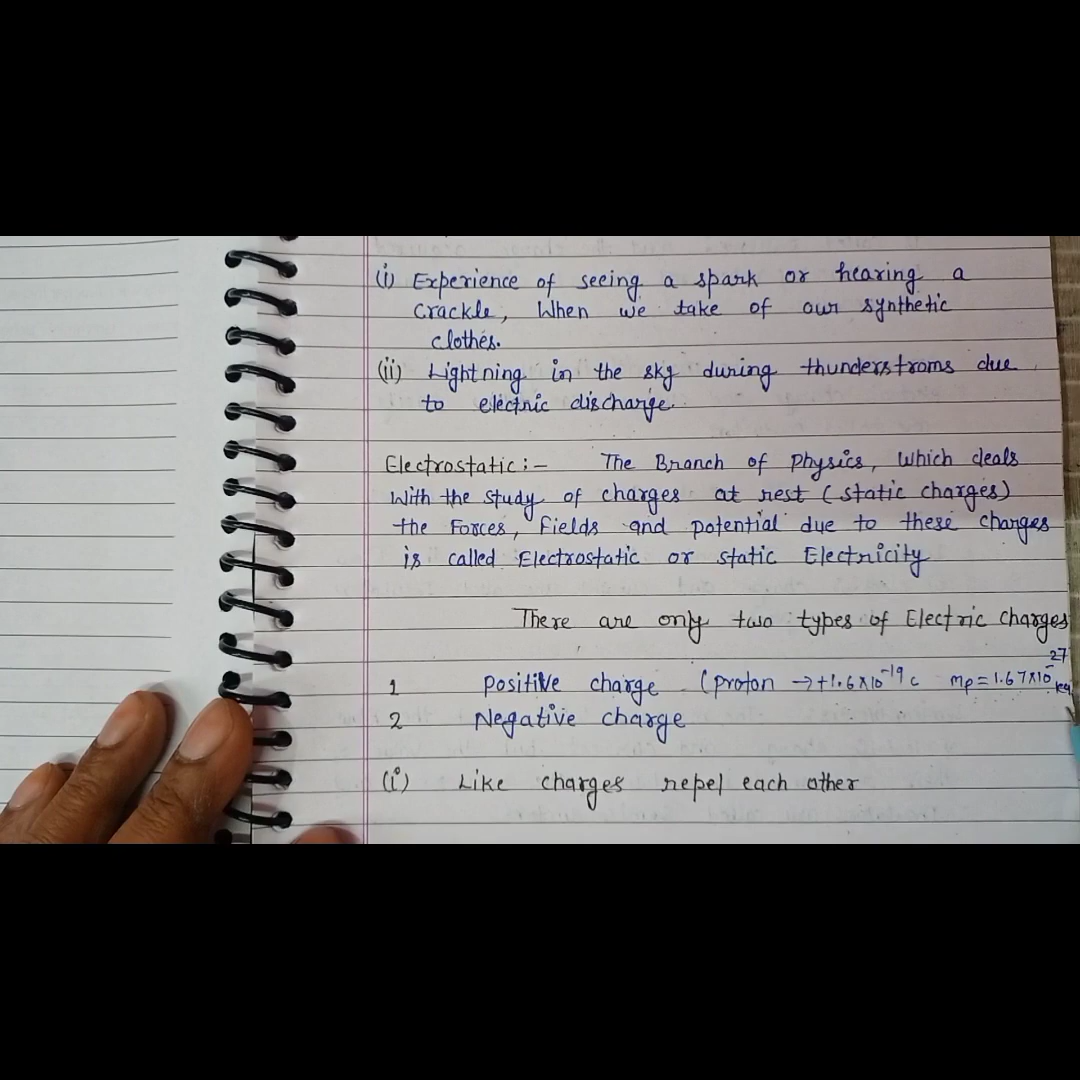 (i) Experience of seeing a spark or hearing a
crackle, When we take of our synthetic
clothes.
(ii) Lightning in the sky during thunderstroms due
to electric discharge.
Electrostatic :- The Branch of Physics, which deals
with the study of charges at rest (static charges)
the Forces, Fields and potential due to these charges
is called Electrostatic or static Electricity
There are only two types of Electric charges
1 Positive charge (proton → +1.6×10⁻¹⁹ c mp = 1.67×10⁻²⁷ kg
2 Negative charge
(i) Like charges repel each other